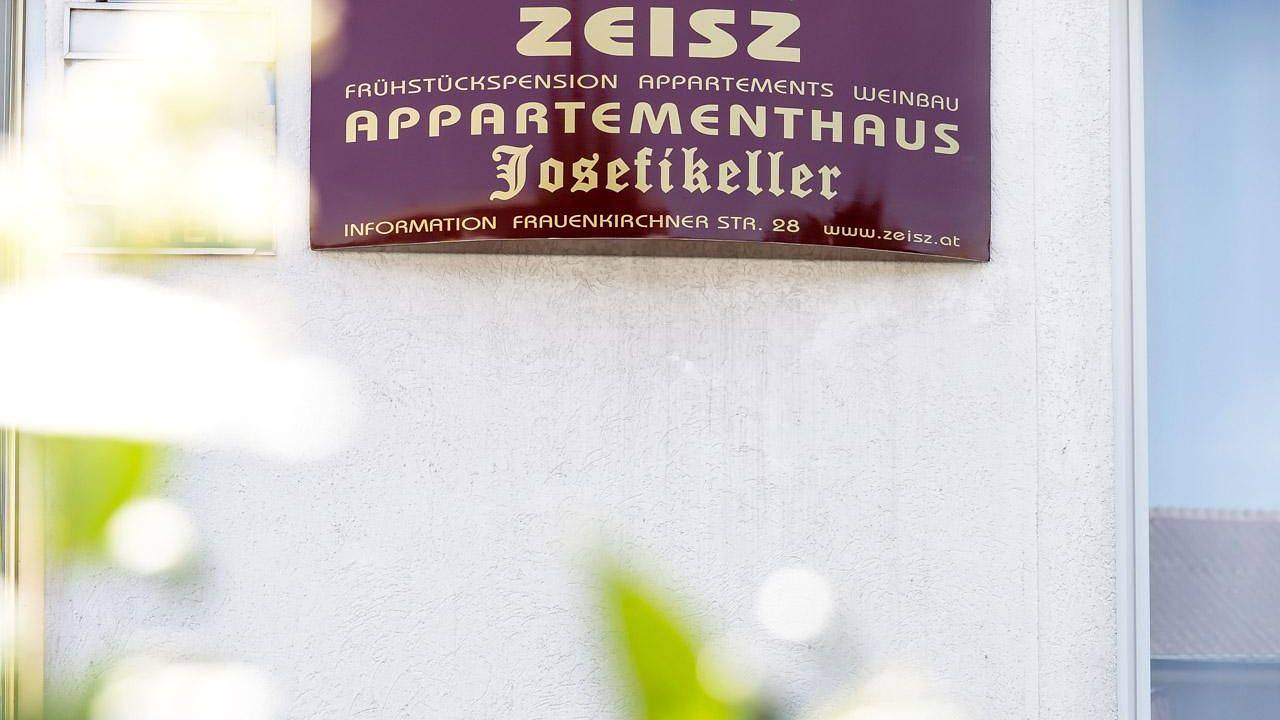 ZEISZ
FRÜHSTÜCKSPENSION APPARTEMENTS WEINBAU
APPARTEMENTHAUS
Josefikeller
INFORMATION FRAUENKIRCHNER STR. 28 www.zeisz.at